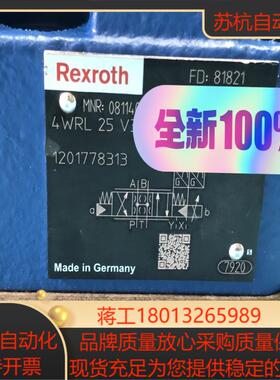 苏杭自动
Rexroth
FD: 81821
MNR: 08114
4WRL 25 V
全新100%
1201778313
A B
a
b
P T
Y X
Made in Germany
7920
蒋工18013265989
自动化
品牌质量放心采购质量
件开票
现货充足为您提供稳定